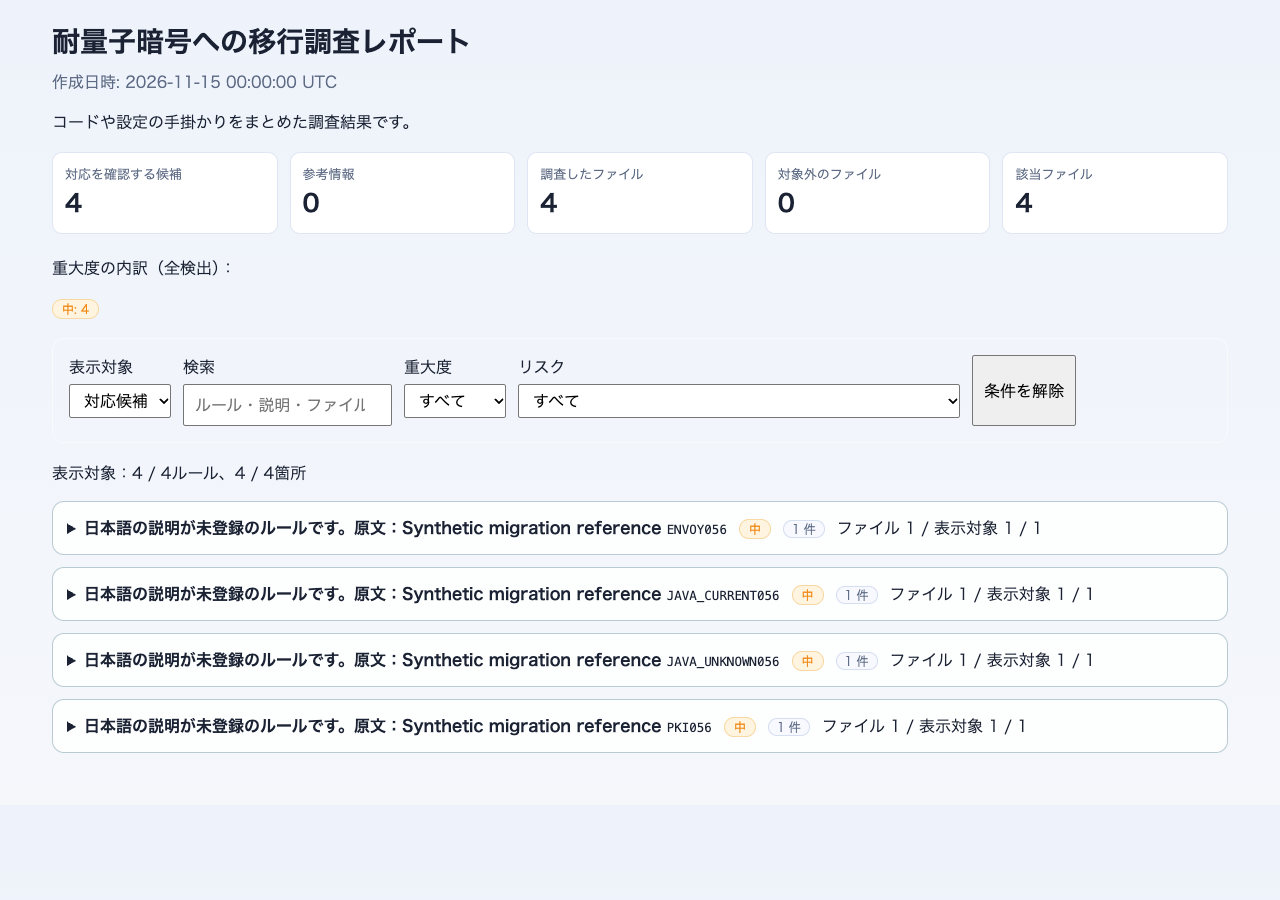 耐量子暗号への移行調査レポート
作成日時: 2026-11-15 00:00:00 UTC
コードや設定の手掛かりをまとめた調査結果です。
対応を確認する候補
4
参考情報
0
調査したファイル
4
対象外のファイル
0
該当ファイル
4
重大度の内訳（全検出）:
中: 4
表示対象 検索 重大度 リスク
対応候補 ルール・説明・ファイル すべて すべて 条件を解除
表示対象：4 / 4ルール、4 / 4箇所
▶ 日本語の説明が未登録のルールです。原文：Synthetic migration reference ENVOY056 中 1 件 ファイル 1 / 表示対象 1 / 1
▶ 日本語の説明が未登録のルールです。原文：Synthetic migration reference JAVA_CURRENT056 中 1 件 ファイル 1 / 表示対象 1 / 1
▶ 日本語の説明が未登録のルールです。原文：Synthetic migration reference JAVA_UNKNOWN056 中 1 件 ファイル 1 / 表示対象 1 / 1
▶ 日本語の説明が未登録のルールです。原文：Synthetic migration reference PKI056 中 1 件 ファイル 1 / 表示対象 1 / 1